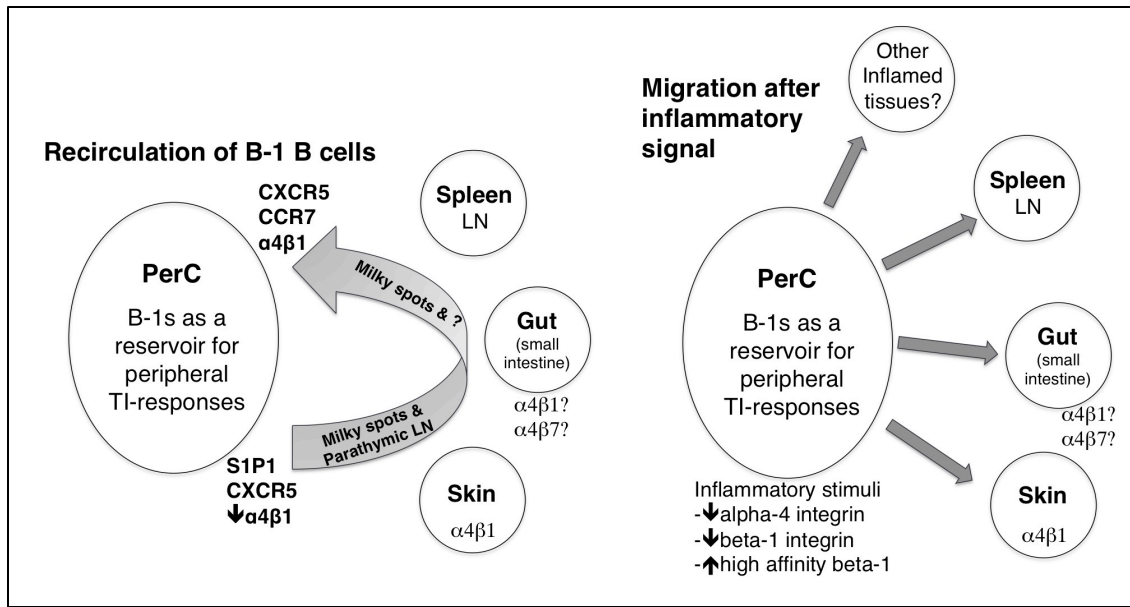 Recirculation of B-1 B cells
CXCR5
CCR7
α4β1
PerC
B-1s as a
reservoir for
peripheral
TI-responses
Milky spots & ?
Milky spots &
Parathymic LN
S1P1
CXCR5
↓α4β1
Spleen
LN
Gut
(small
intestine)
α4β1?
α4β7?
Skin
α4β1
Migration after
inflammatory
signal
Other
Inflamed
tissues?
Spleen
LN
PerC
B-1s as a
reservoir for
peripheral
TI-responses
Gut
(small
intestine)
α4β1?
α4β7?
Skin
α4β1
Inflammatory stimuli
-↓alpha-4 integrin
-↓beta-1 integrin
-↑high affinity beta-1